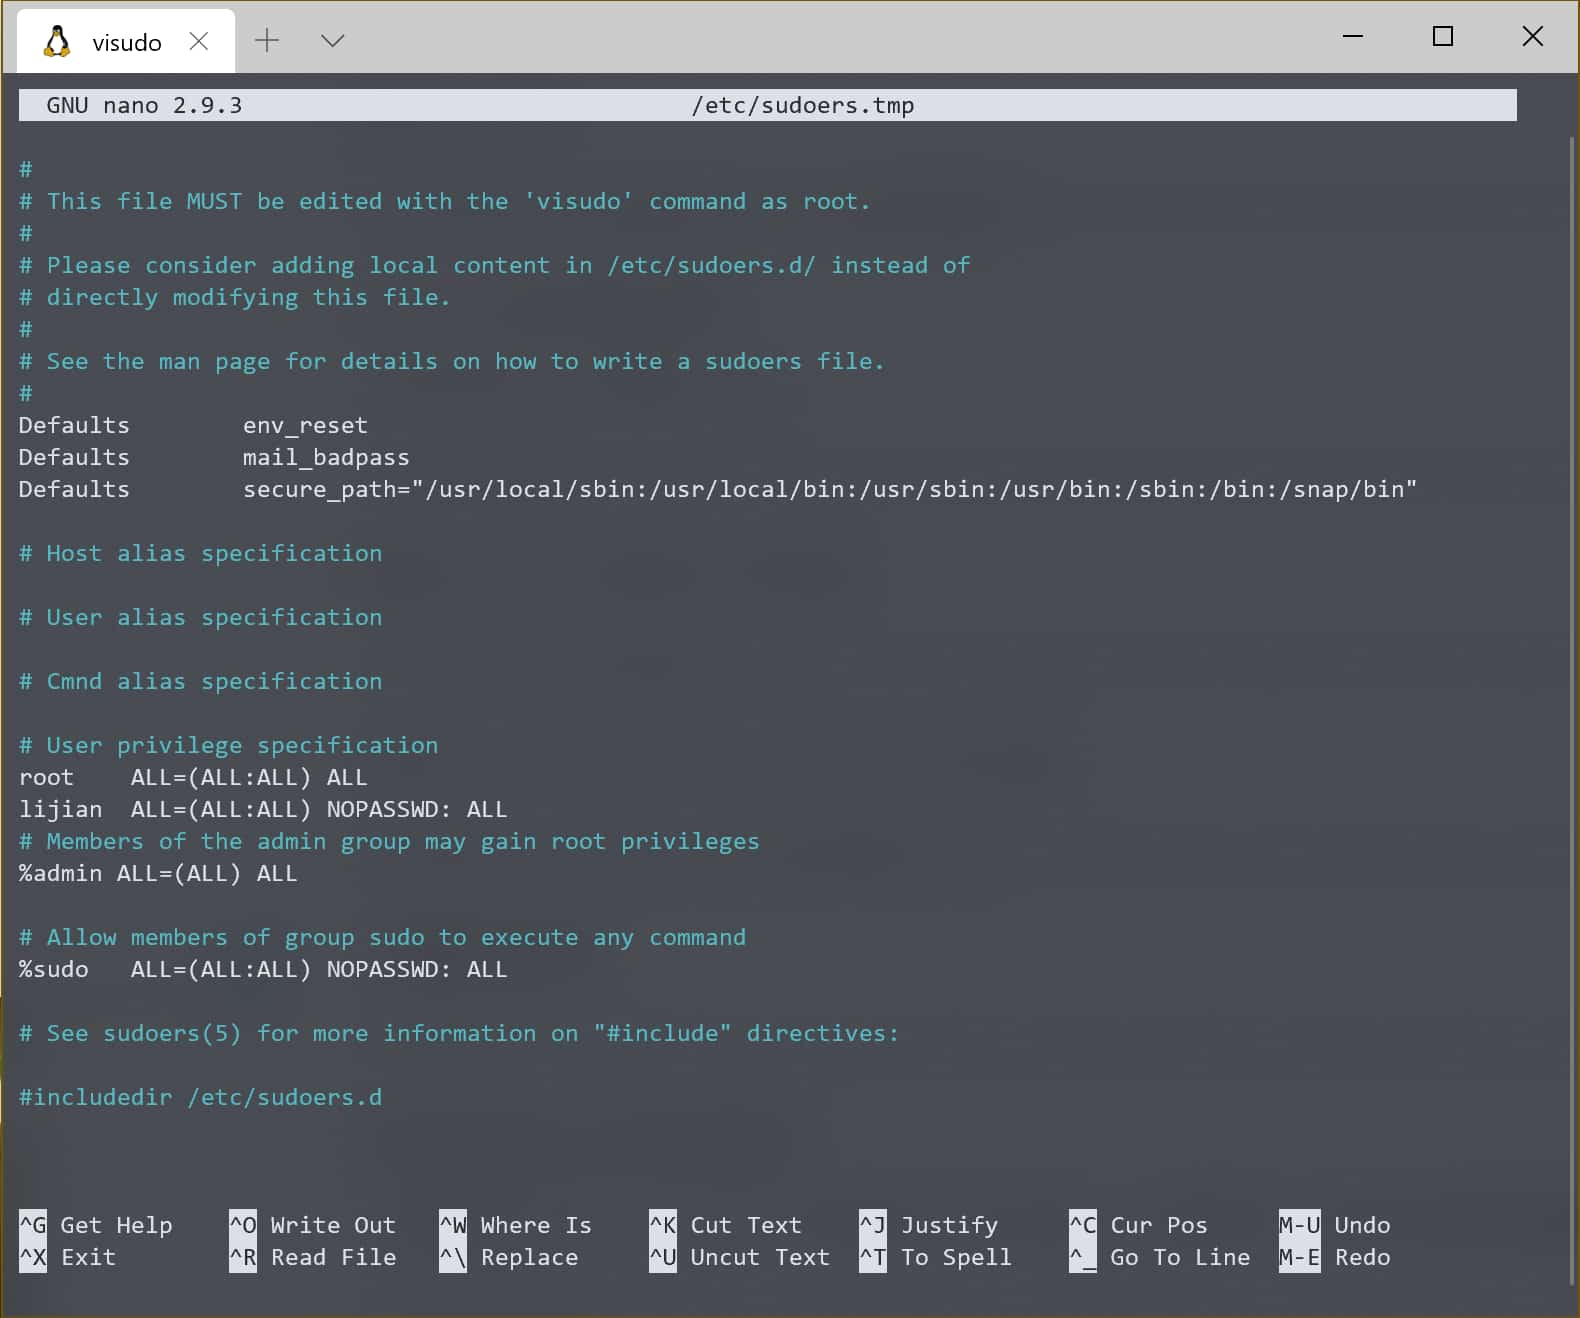 visudo
GNU nano 2.9.3 /etc/sudoers.tmp
#
# This file MUST be edited with the 'visudo' command as root.
#
# Please consider adding local content in /etc/sudoers.d/ instead of
# directly modifying this file.
#
# See the man page for details on how to write a sudoers file.
#
Defaults        env_reset
Defaults        mail_badpass
Defaults        secure_path="/usr/local/sbin:/usr/local/bin:/usr/sbin:/usr/bin:/sbin:/bin:/snap/bin"
# Host alias specification
# User alias specification
# Cmnd alias specification
# User privilege specification
root    ALL=(ALL:ALL) ALL
lijian  ALL=(ALL:ALL) NOPASSWD: ALL
# Members of the admin group may gain root privileges
%admin ALL=(ALL) ALL
# Allow members of group sudo to execute any command
%sudo   ALL=(ALL:ALL) NOPASSWD: ALL
# See sudoers(5) for more information on "#include" directives:
#includedir /etc/sudoers.d
^G Get Help    ^O Write Out   ^W Where Is    ^K Cut Text    ^J Justify     ^C Cur Pos     M-U Undo
^X Exit        ^R Read File   ^\ Replace     ^U Uncut Text  ^T To Spell    ^_ Go To Line  M-E Redo